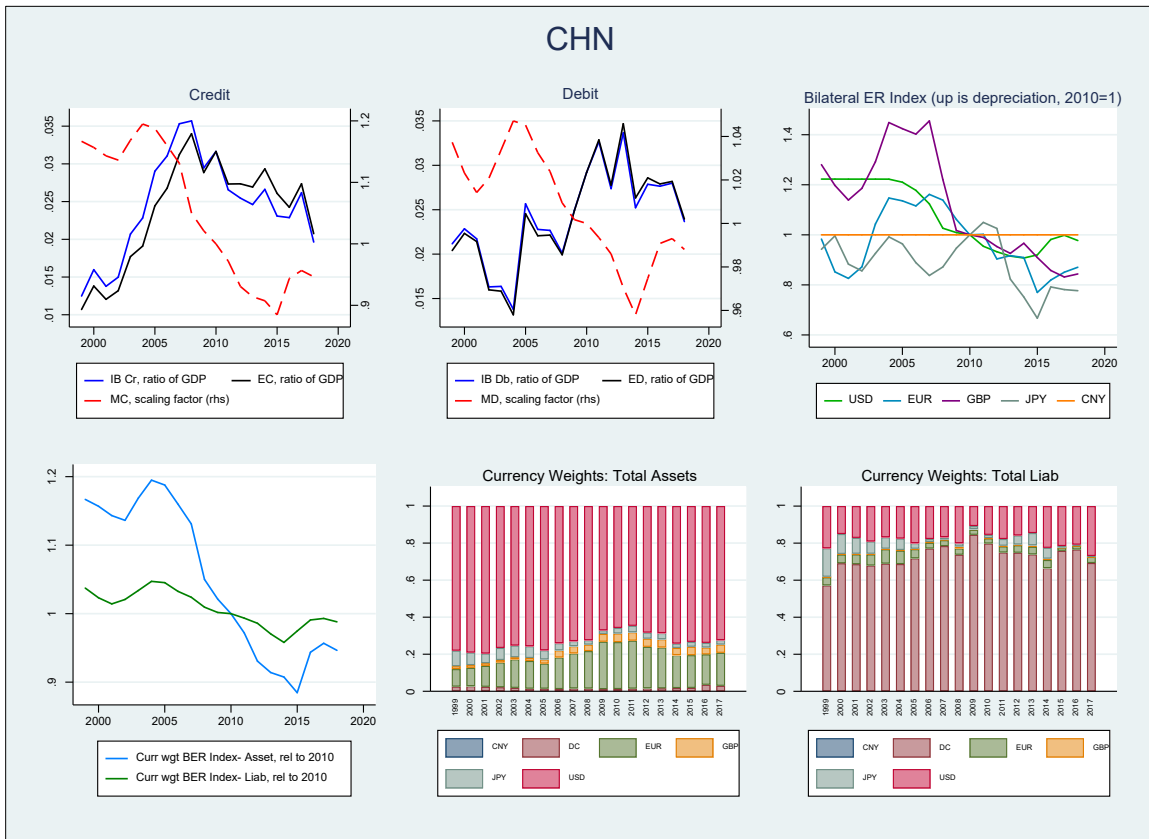 CHN
Credit
.01 .015 .02 .025 .03 .035
.9 1 1.1 1.2
2000 2005 2010 2015 2020
IB Cr, ratio of GDP EC, ratio of GDP
MC, scaling factor (rhs)
Debit
.015 .02 .025 .03 .035
.96 .98 1 1.02 1.04
2000 2005 2010 2015 2020
IB Db, ratio of GDP ED, ratio of GDP
MD, scaling factor (rhs)
Bilateral ER Index (up is depreciation, 2010=1)
.6 .8 1 1.2 1.4
2000 2005 2010 2015 2020
USD EUR GBP JPY CNY
.9 1 1.1 1.2
2000 2005 2010 2015 2020
Curr wgt BER Index- Asset, rel to 2010
Curr wgt BER Index- Liab, rel to 2010
Currency Weights: Total Assets
0 .2 .4 .6 .8 1
1999 2000 2001 2002 2003 2004 2005 2006 2007 2008 2009 2010 2011 2012 2013 2014 2015 2016 2017
CNY DC EUR GBP
JPY USD
Currency Weights: Total Liab
0 .2 .4 .6 .8 1
1999 2000 2001 2002 2003 2004 2005 2006 2007 2008 2009 2010 2011 2012 2013 2014 2015 2016 2017
CNY DC EUR GBP
JPY USD